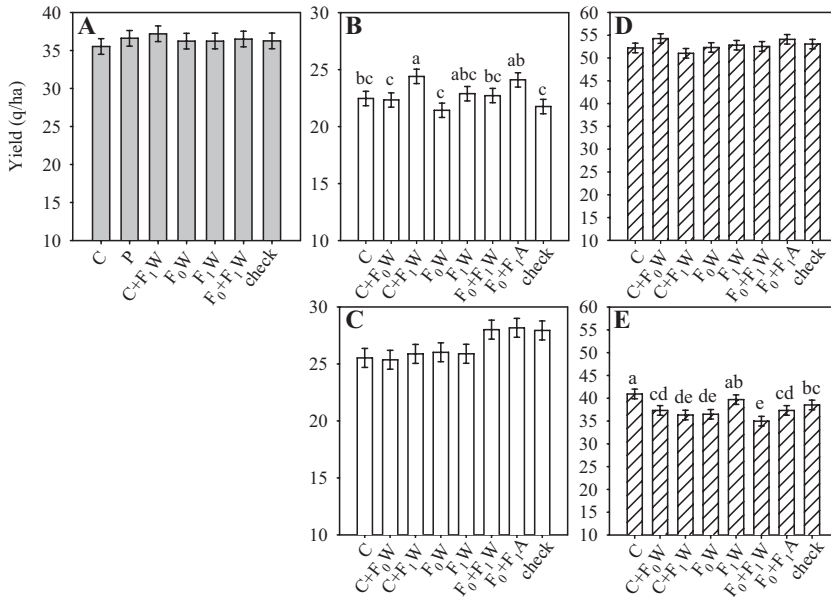 Yield (q/ha)
A
40
35
30
25
20
15
10
C
P
C+F₁W
F₀W
F₁W
F₀+F₁W
check
B
30
25
20
15
10
bc
c
a
c
abc
bc
ab
c
C
C+F₀W
C+F₁W
F₀W
F₁W
F₀+F₁W
F₀+F₁A
check
D
60
55
50
45
40
35
30
25
20
15
10
C
C+F₀W
C+F₁W
F₀W
F₁W
F₀+F₁W
F₀+F₁A
check
C
30
25
20
15
10
C
C+F₀W
C+F₁W
F₀W
F₁W
F₀+F₁W
F₀+F₁A
check
E
60
55
50
45
40
35
30
25
20
15
10
a
cd
de
de
ab
e
cd
bc
C
C+F₀W
C+F₁W
F₀W
F₁W
F₀+F₁W
F₀+F₁A
check